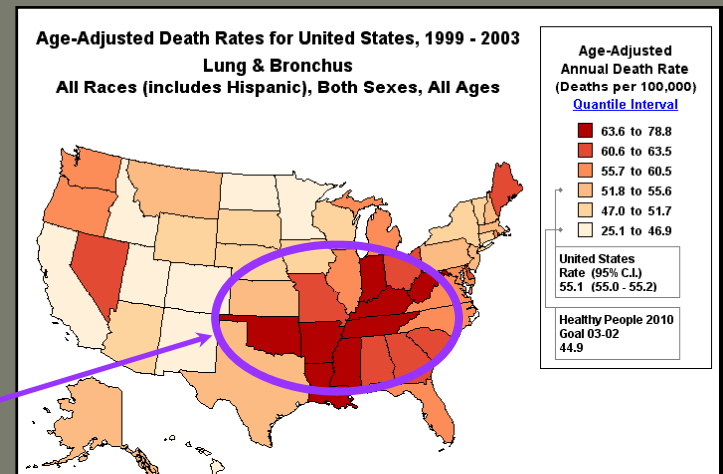 Age-Adjusted Death Rates for United States, 1999 - 2003
Lung & Bronchus
All Races (includes Hispanic), Both Sexes, All Ages
Age-Adjusted
Annual Death Rate
(Deaths per 100,000)
Quantile Interval
63.6 to 78.8
60.6 to 63.5
55.7 to 60.5
51.8 to 55.6
47.0 to 51.7
25.1 to 46.9
United States
Rate (95% C.I.)
55.1 (55.0 - 55.2)
Healthy People 2010
Goal 03-02
44.9